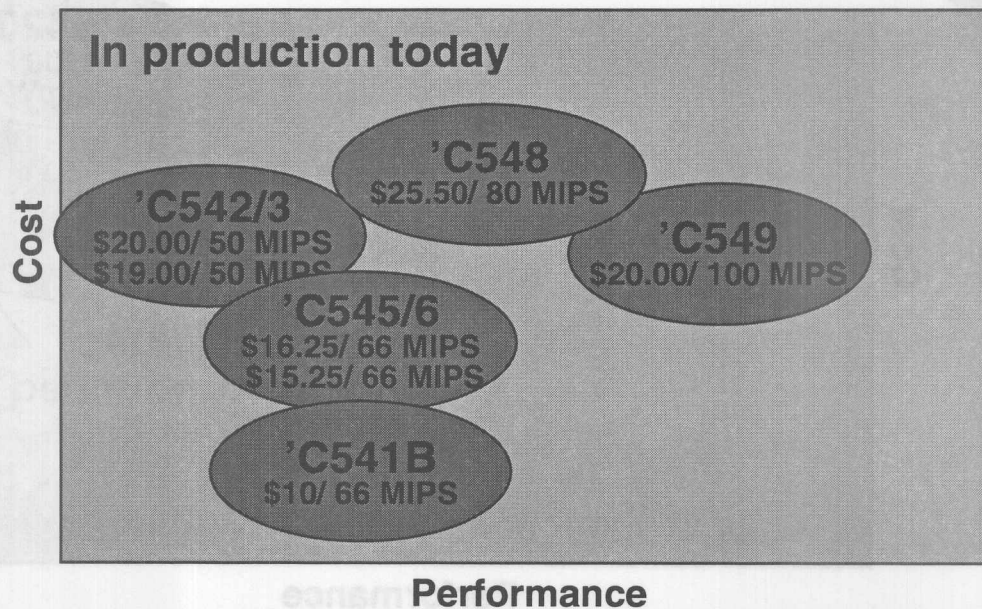 In production today
'C548
$25.50/ 80 MIPS
'C542/3
$20.00/ 50 MIPS
$19.00/ 50 MIPS
'C549
$20.00/ 100 MIPS
'C545/6
$16.25/ 66 MIPS
$15.25/ 66 MIPS
'C541B
$10/ 66 MIPS
Cost
Performance